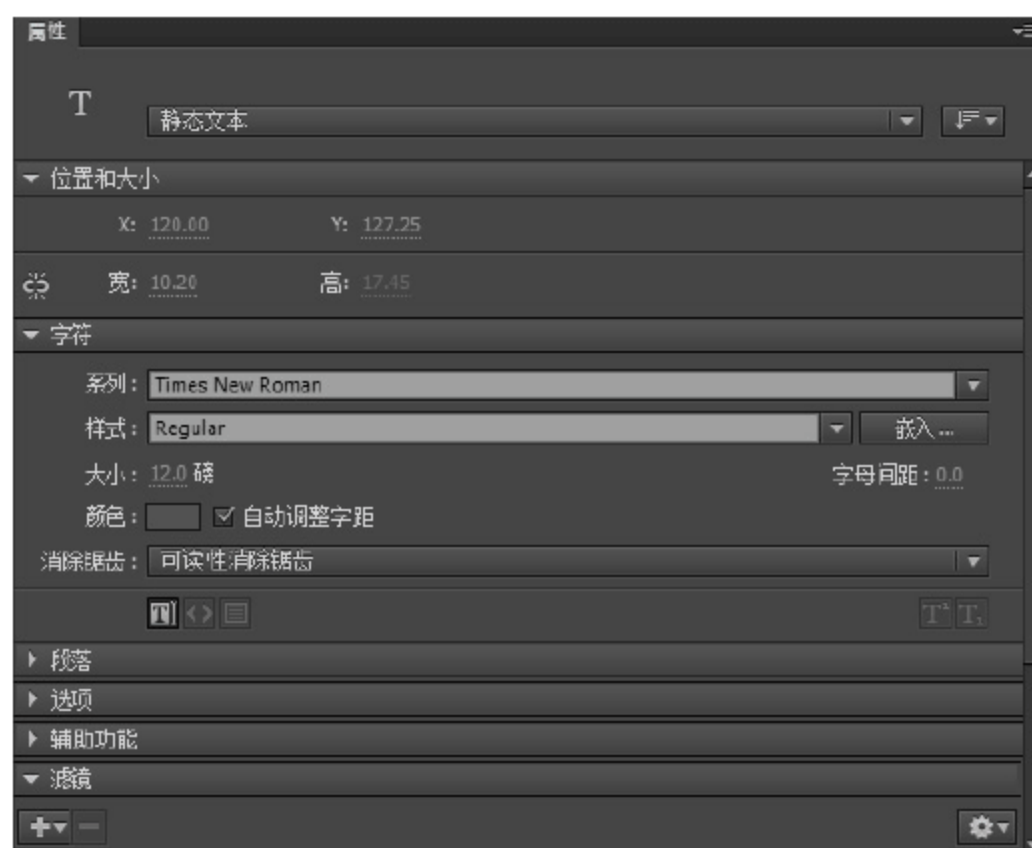 属性
T
静态文本
位置和大小
X: 120.00 Y: 127.25
宽: 10.20 高: 17.45
字符
系列: Times New Roman
样式: Regular 嵌入...
大小: 12.0 磅 字母间距: 0.0
颜色: 自动调整字距
消除锯齿: 可读性消除锯齿
段落
选项
辅助功能
滤镜